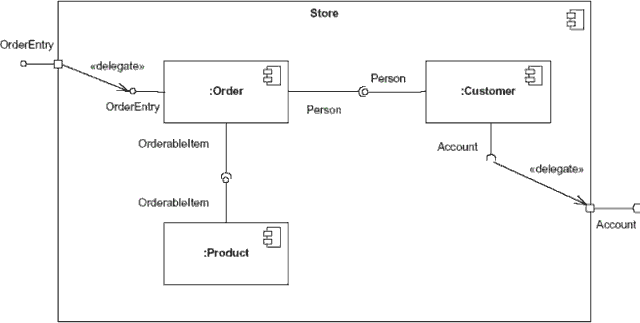 Store
OrderEntry
«delegate»
:Order
OrderEntry
Person
Person
:Customer
OrderableItem
Account
«delegate»
OrderableItem
Account
:Product